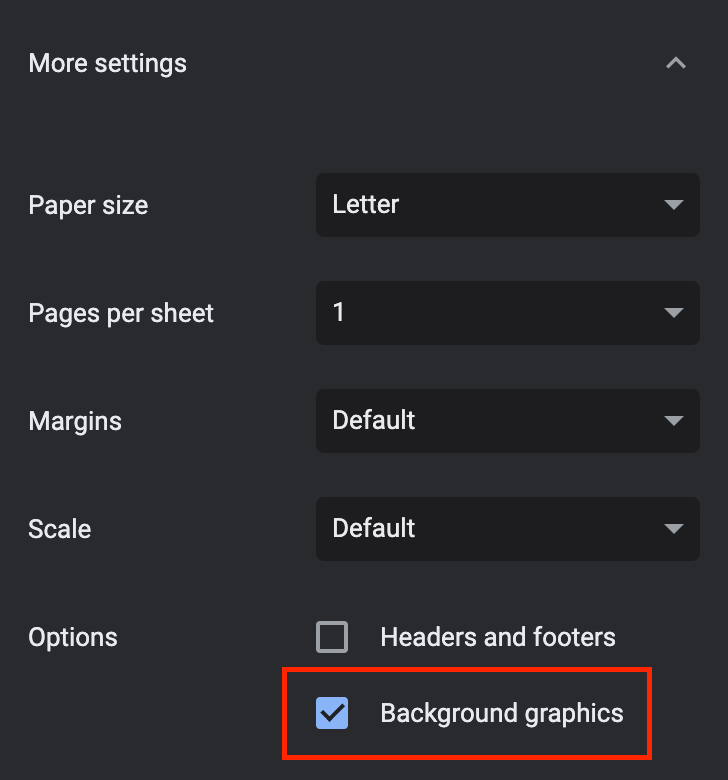 More settings
Paper size Letter
Pages per sheet 1
Margins Default
Scale Default
Options Headers and footers
Background graphics